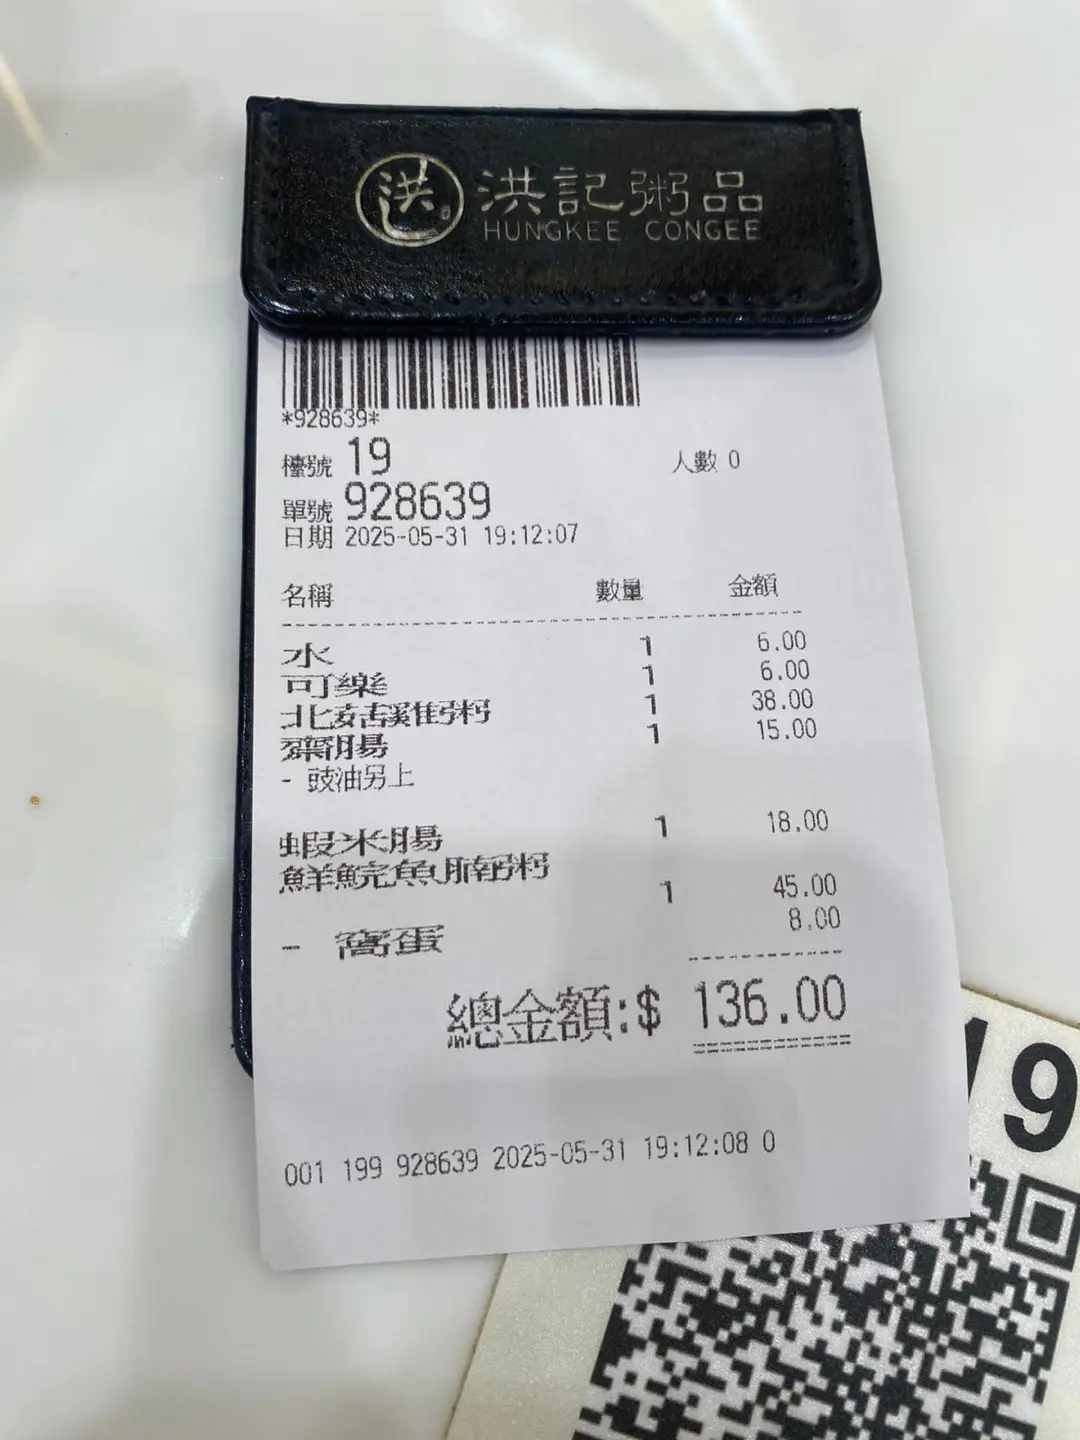 洪 洪記粥品
HUNGKEE CONGEE
*928639*
檯號 19 人數 0
單號 928639
日期 2025-05-31 19:12:07
名稱 數量 金額
水 1 6.00
可樂 1 6.00
北菇雞粥 1 38.00
齋腸 1 15.00
- 豉油另上
蝦米腸 1 18.00
鮮鯇魚腩粥
1 45.00
- 窩蛋 8.00
總金額:$ 136.00
001 199 928639 2025-05-31 19:12:08 0
19